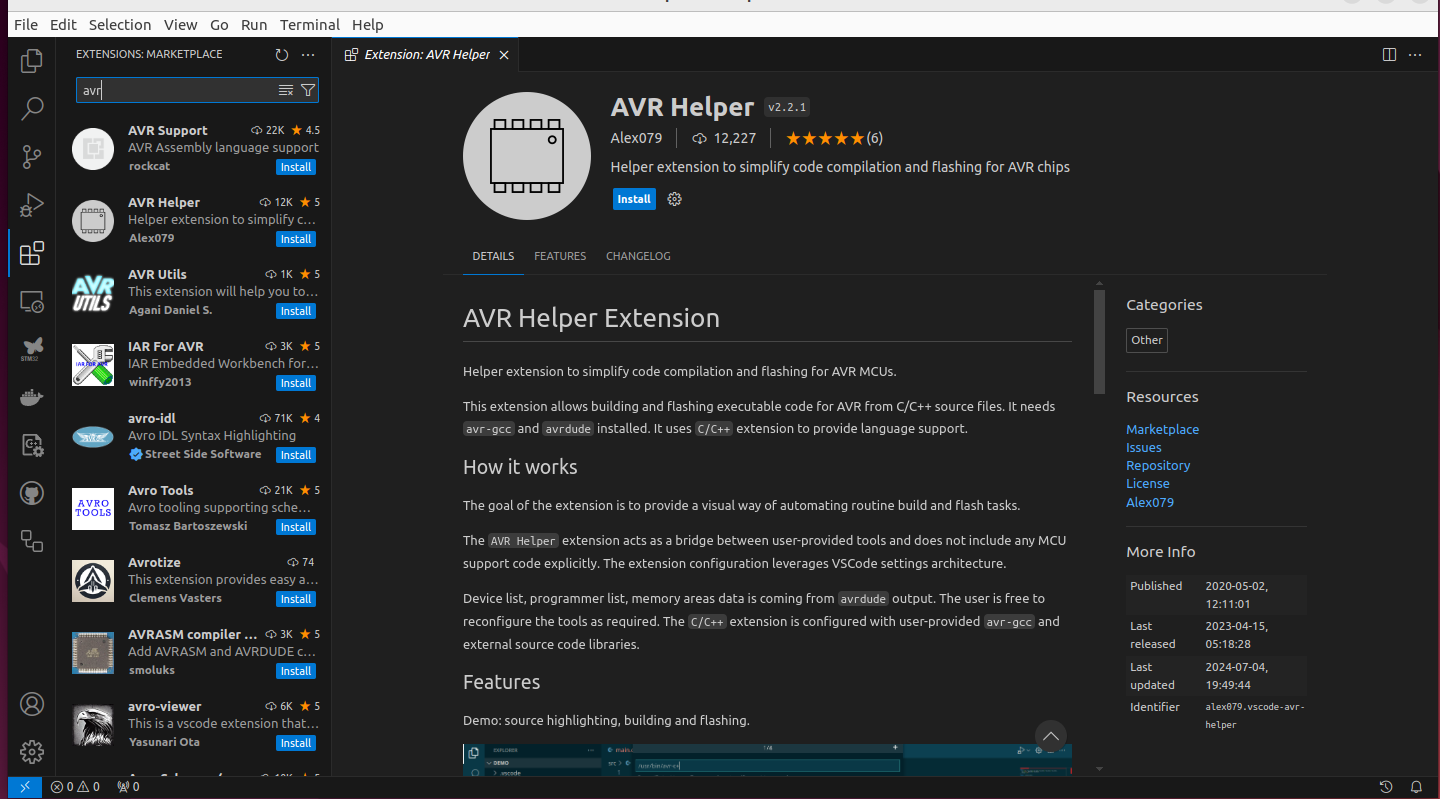 File Edit Selection View Go Run Terminal Help
EXTENSIONS: MARKETPLACE
avr
AVR Support 22K 4.5
AVR Assembly language support
rockcat Install
AVR Helper 12K 5
Helper extension to simplify c...
Alex079 Install
AVR UTILS
AVR Utils 1K 5
This extension will help you to...
Agani Daniel S. Install
IAR FOR AVR
IAR For AVR 3K 5
IAR Embedded Workbench for...
winffy2013 Install
avro-idl 71K 4
Avro IDL Syntax Highlighting
Street Side Software Install
AVRO TOOLS
Avro Tools 21K 5
Avro tooling supporting sche...
Tomasz Bartoszewski Install
Avrotize 74
This extension provides easy a...
Clemens Vasters Install
AVRASM compiler ... 3K 5
Add AVRASM and AVRDUDE c...
smoluks Install
avro-viewer 6K 5
This is a vscode extension that...
Yasunari Ota Install
STM32
Extension: AVR Helper
AVR Helper v2.2.1
Alex079 12,227 (6)
Helper extension to simplify code compilation and flashing for AVR chips
Install
DETAILS FEATURES CHANGELOG
AVR Helper Extension
Helper extension to simplify code compilation and flashing for AVR MCUs.
This extension allows building and flashing executable code for AVR from C/C++ source files. It needs
avr-gcc and avrdude installed. It uses C/C++ extension to provide language support.
How it works
The goal of the extension is to provide a visual way of automating routine build and flash tasks.
The AVR Helper extension acts as a bridge between user-provided tools and does not include any MCU
support code explicitly. The extension configuration leverages VSCode settings architecture.
Device list, programmer list, memory areas data is coming from avrdude output. The user is free to
reconfigure the tools as required. The C/C++ extension is configured with user-provided avr-gcc and
external source code libraries.
Features
Demo: source highlighting, building and flashing.
EXPLORER
DEMO
.vscode
Categories
Other
Resources
Marketplace
Issues
Repository
License
Alex079
More Info
Published 2020-05-02,
12:11:01
Last 2023-04-15,
released 05:18:28
Last 2024-07-04,
updated 19:49:44
Identifier alex079.vscode-avr-
helper
0 0 0